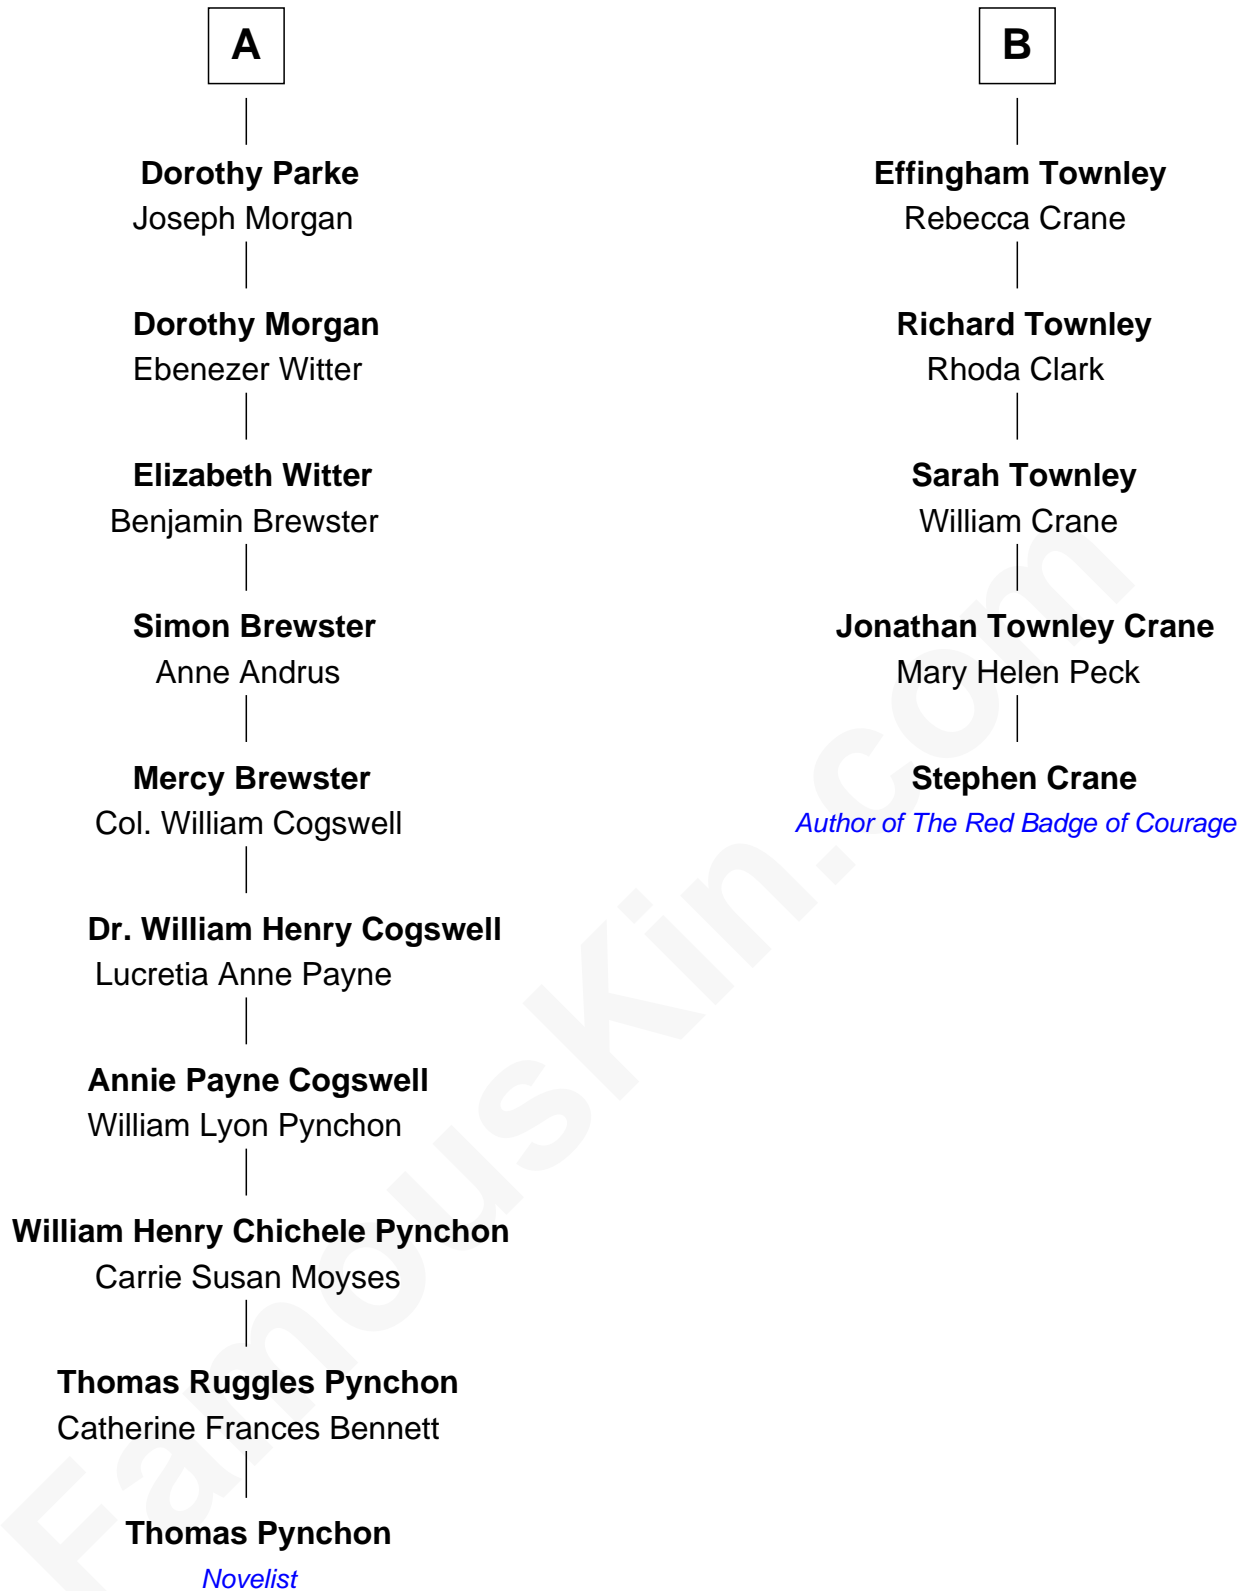 A
Dorothy Parke
Joseph Morgan
Dorothy Morgan
Ebenezer Witter
Elizabeth Witter
Benjamin Brewster
Simon Brewster
Anne Andrus
Mercy Brewster
Col. William Cogswell
Dr. William Henry Cogswell
Lucretia Anne Payne
Annie Payne Cogswell
William Lyon Pynchon
William Henry Chichele Pynchon
Carrie Susan Moyses
Thomas Ruggles Pynchon
Catherine Frances Bennett
Thomas Pynchon
Novelist
B
Effingham Townley
Rebecca Crane
Richard Townley
Rhoda Clark
Sarah Townley
William Crane
Jonathan Townley Crane
Mary Helen Peck
Stephen Crane
Author of The Red Badge of Courage
FamousKin.com